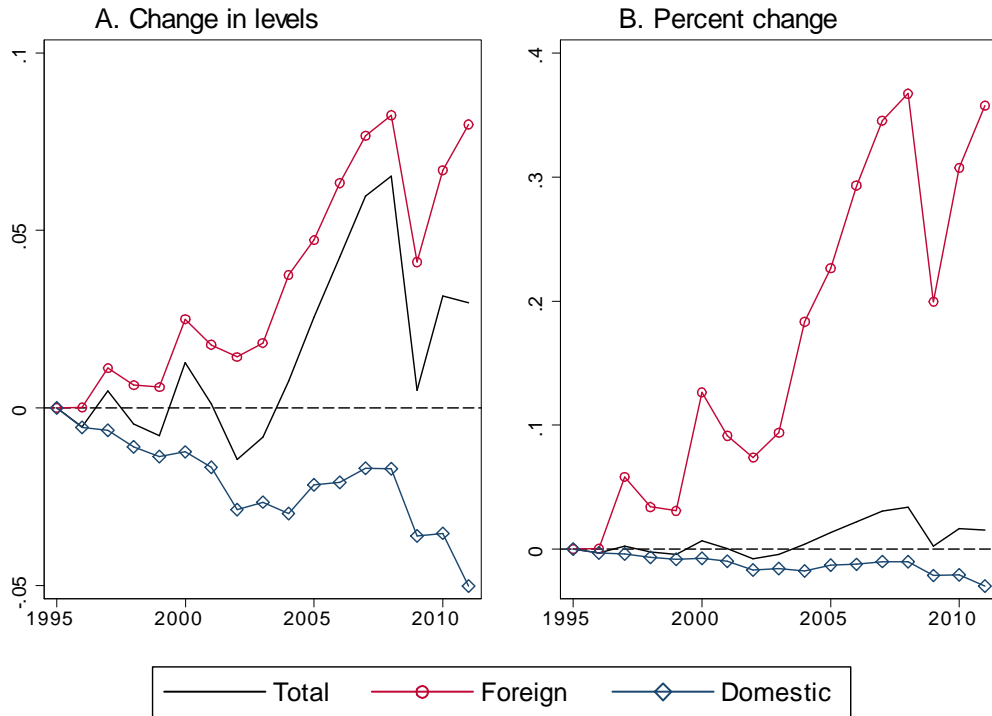 A. Change in levels
B. Percent change
.1
.05
0
-.05
1995 2000 2005 2010
.4
.3
.2
.1
0
1995 2000 2005 2010
Total Foreign Domestic